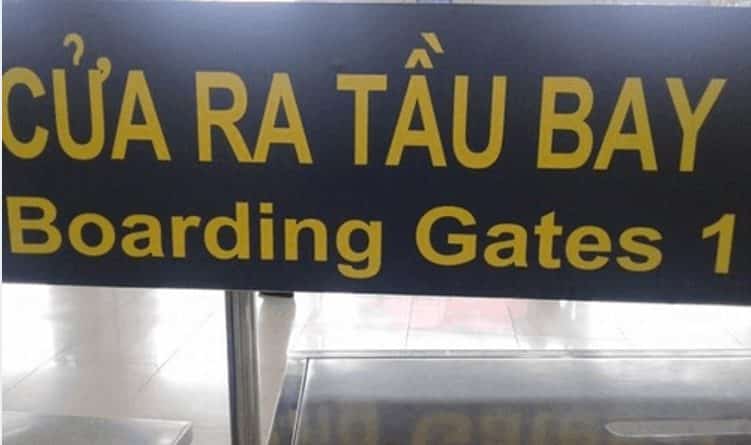 CỬA RA TẦU BAY
Boarding Gates 1